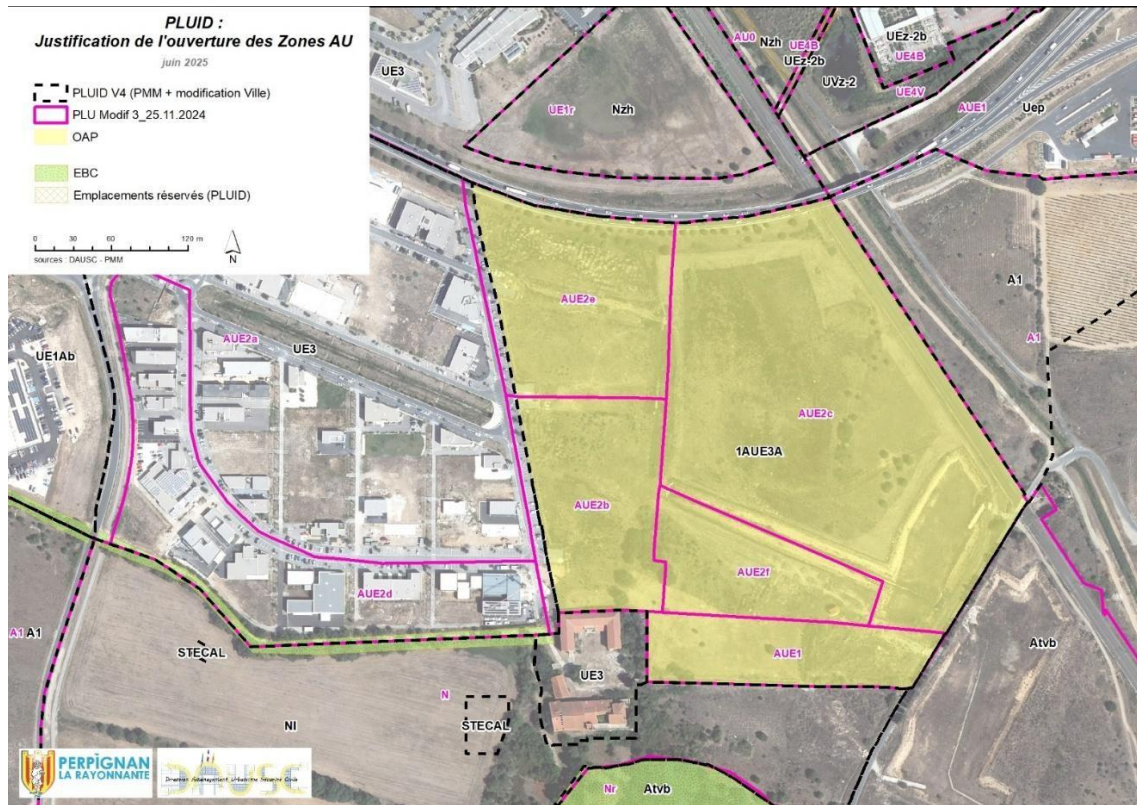 PLUID :
Justification de l'ouverture des Zones AU
juin 2025
PLUID V4 (PMM + modification Ville)
PLU Modif 3_25.11.2024
OAP
EBC
Emplacements réservés (PLUID)
0 30 60 120 m
sources : DAUSC - PMM
N
UE3
UE1r
Nzh
AU0
Nzh
UE4B
UEz-2b
UVz-2
UEz-2b
UE4B
UE4V
AUE1
Uep
A1
A1
AUE2e
AUE2c
1AUE3A
AUE2b
AUE2f
AUE1
UE1Ab
AUE2a
UE3
AUE2d
A1 A1
STECAL
N
STECAL
NI
UE3
Atvb
Nr
Atvb
PERPIGNAN
LA RAYONNANTE
DAUSC